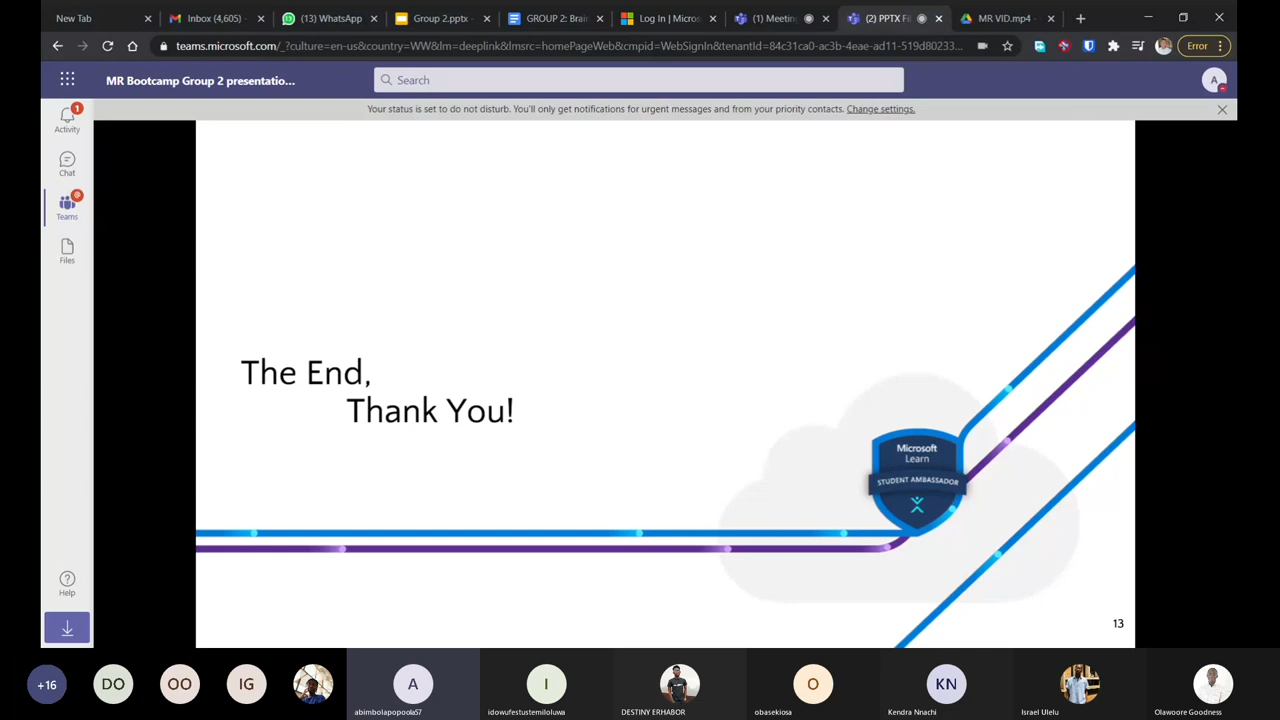 New Tab
Inbox (4,605) -
(13) WhatsApp
Group 2.pptx -
GROUP 2: Brai
Log In | Micros
(1) Meetin
(2) PPTX Fi
MR VID.mp4 -
teams.microsoft.com/_?culture=en-us&country=WW&lm=deeplink&lmsrc=homePageWeb&cmpid=WebSignIn&tenantId=84c31ca0-ac3b-4eae-ad11-519d80233...
Error
MR Bootcamp Group 2 presentatio...
Search
A
Your status is set to do not disturb. You'll only get notifications for urgent messages and from your priority contacts. Change settings.
1
Activity
Chat
Teams
Files
Help
The End,
Thank You!
Microsoft
Learn
STUDENT AMBASSADOR
13
+16
DO
OO
IG
A
I
O
KN
abimbolapopoola57
idowufestustemiloluwa
DESTINY ERHABOR
obasekiosa
Kendra Nnachi
Israel Ulelu
Olawoore Goodness